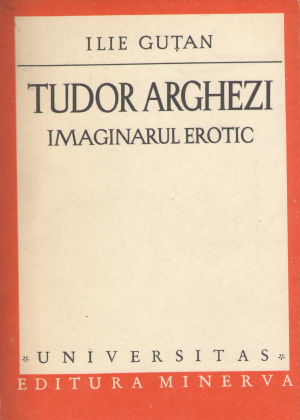 ILIE GUȚAN
TUDOR ARGHEZI
IMAGINARUL EROTIC
*UNIVERSITAS*
EDITURA MINERVA